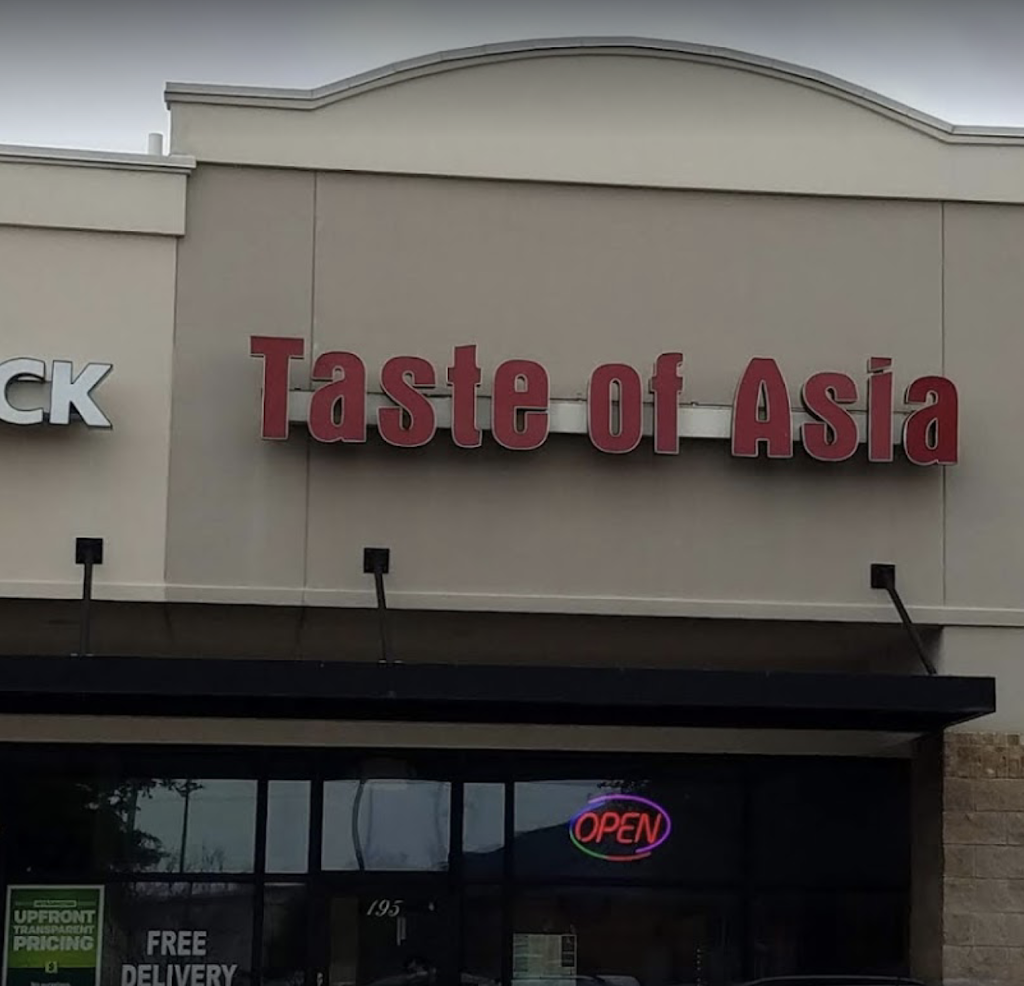 CK
Taste of Asia
OPEN
195
UPFRONT
TRANSPARENT
PRICING
FREE
DELIVERY